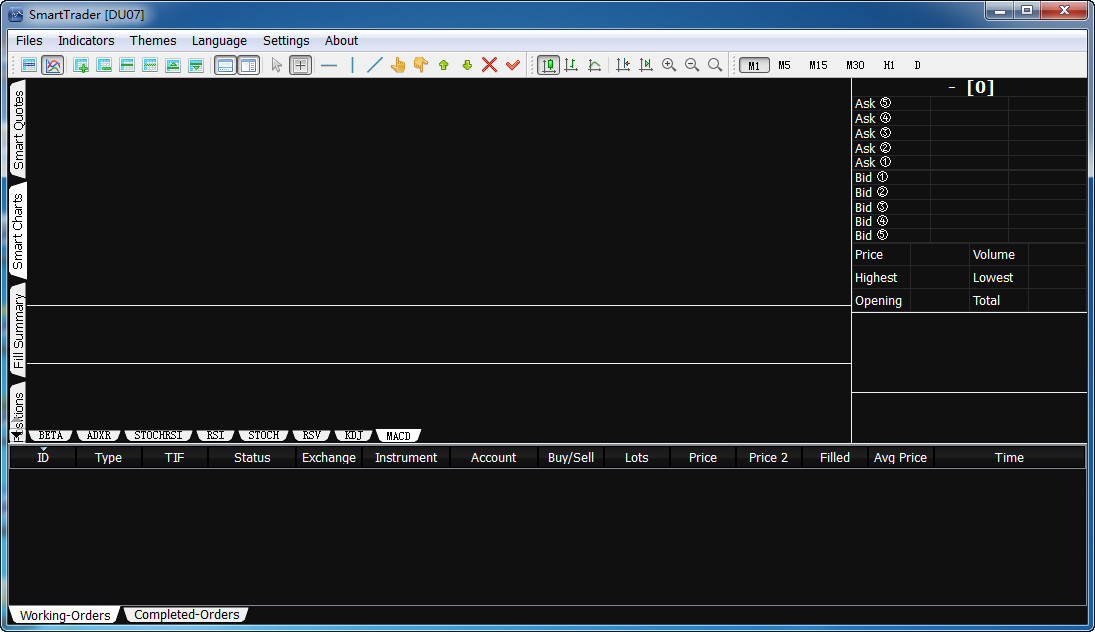 SmartTrader [DU07]
Files Indicators Themes Language Settings About
M1 M5 M15 M30 H1 D
Smart Quotes
Smart Charts
Fill Summary
- [0]
Ask ⑤
Ask ④
Ask ③
Ask ②
Ask ①
Bid ①
Bid ②
Bid ③
Bid ④
Bid ⑤
Price Volume
Highest Lowest
Opening Total
BETA ADXR STOCHRSI RSI STOCH RSV KDJ MACD
ID Type TIF Status Exchange Instrument Account Buy/Sell Lots Price Price 2 Filled Avg Price Time
Working-Orders Completed-Orders